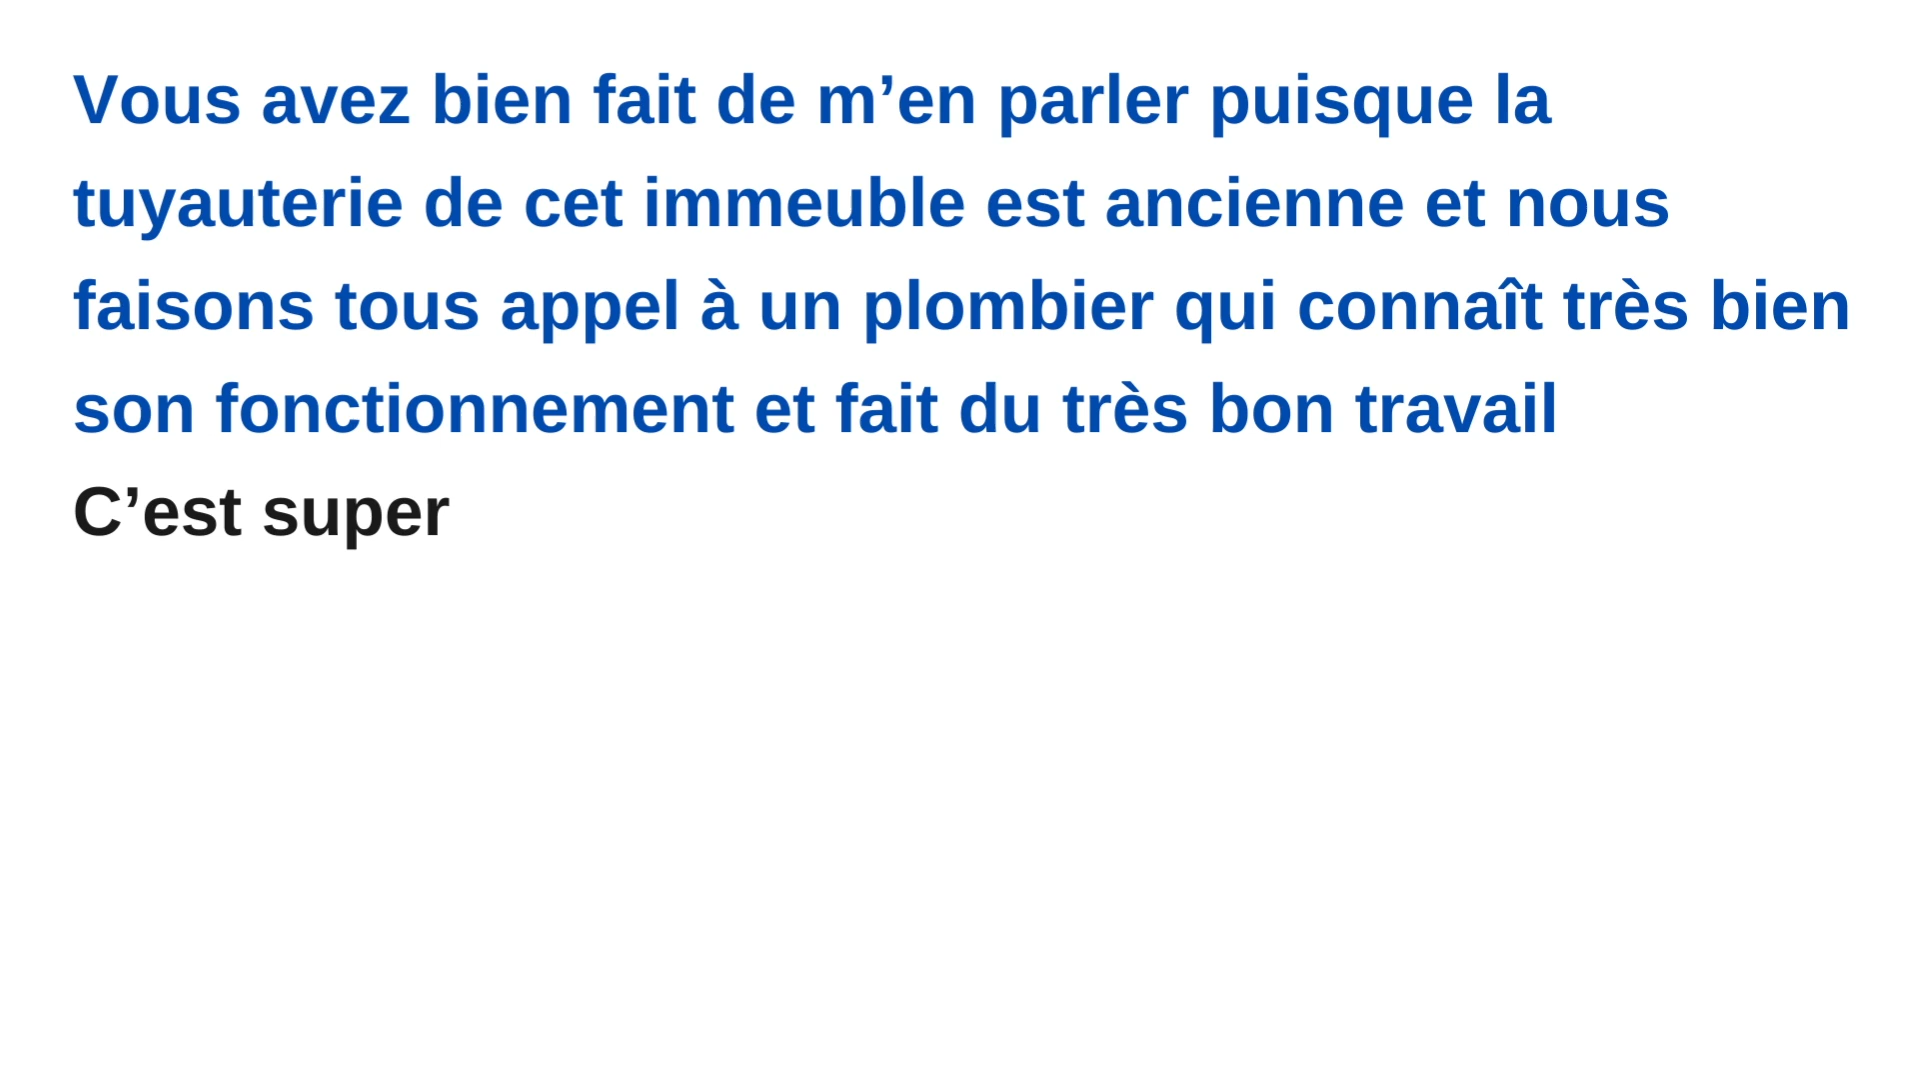 Vous avez bien fait de m’en parler puisque la
tuyauterie de cet immeuble est ancienne et nous
faisons tous appel à un plombier qui connaît très bien
son fonctionnement et fait du très bon travail
C’est super